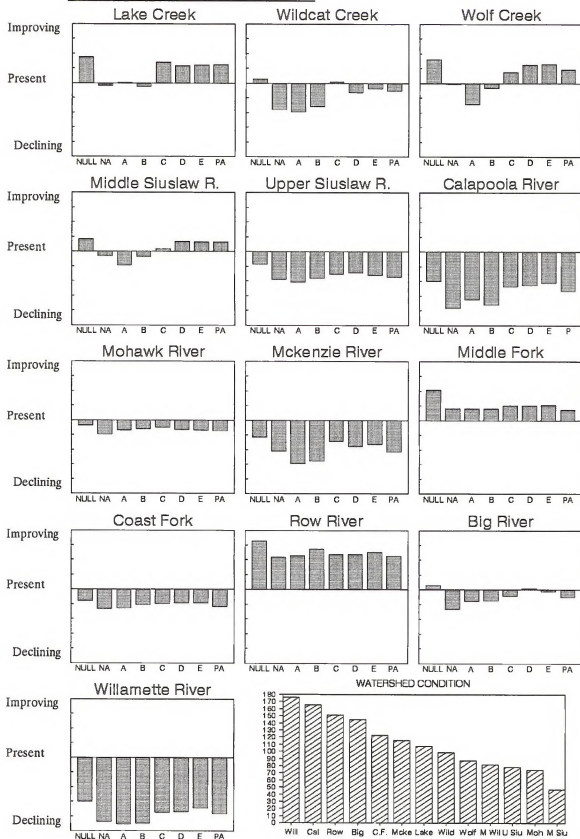 Lake Creek Wildcat Creek Wolf Creek
Improving
Present
Declining
NULL NA A B C D E PA NULL NA A B C D E PA NULL NA A B C D E PA
Middle Siuslaw R. Upper Siuslaw R. Calapoola River
Improving
Present
Declining
NULL NA A B C D E PA NULL NA A B C D E PA NULL NA A B C D E P
Mohawk River Mckenzie River Middle Fork
Improving
Present
Declining
NULL NA A B C D E PA NULL NA A B C D E PA NULL NA A B C D E PA
Coast Fork Row River Big River
Improving
Present
Declining
NULL NA A B C D E PA NULL NA A B C D E PA NULL NA A B C D E PA
Willamette River WATERSHED CONDITION
Improving
Present
Declining
NULL NA A B C D E PA
180
170
160
150
140
130
120
110
100
90
80
70
60
50
40
30
20
10
0
Will Cal Row Big C.F. Mcke Lake Wild Wolf M Wil U Siu Moh M Siu